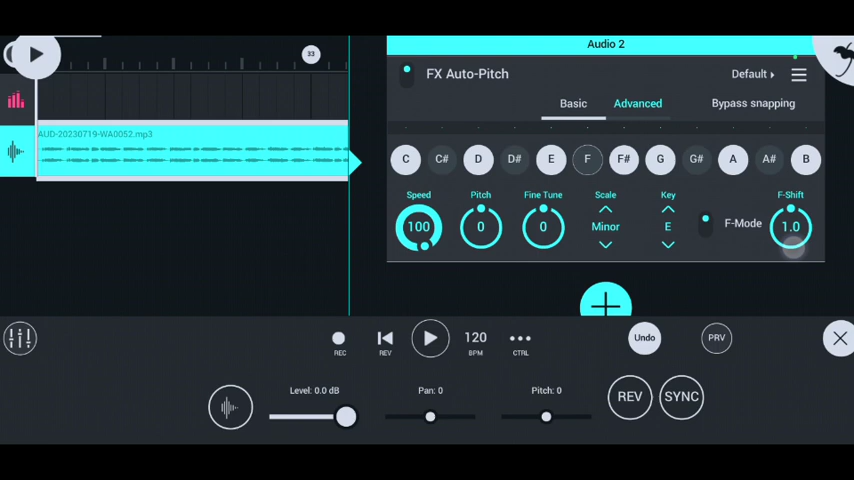 Audio 2
33
FX Auto-Pitch
Default
Basic
Advanced
Bypass snapping
AUD-20230719-WA0052.mp3
C C# D D# E F F# G G# A A# B
Speed Pitch Fine Tune Scale Key F-Shift
100 0 0 Minor E F-Mode 1.0
REC
REV
120
BPM
CTRL
Undo
PRV
Level: 0.0 dB
Pan: 0
Pitch: 0
REV
SYNC